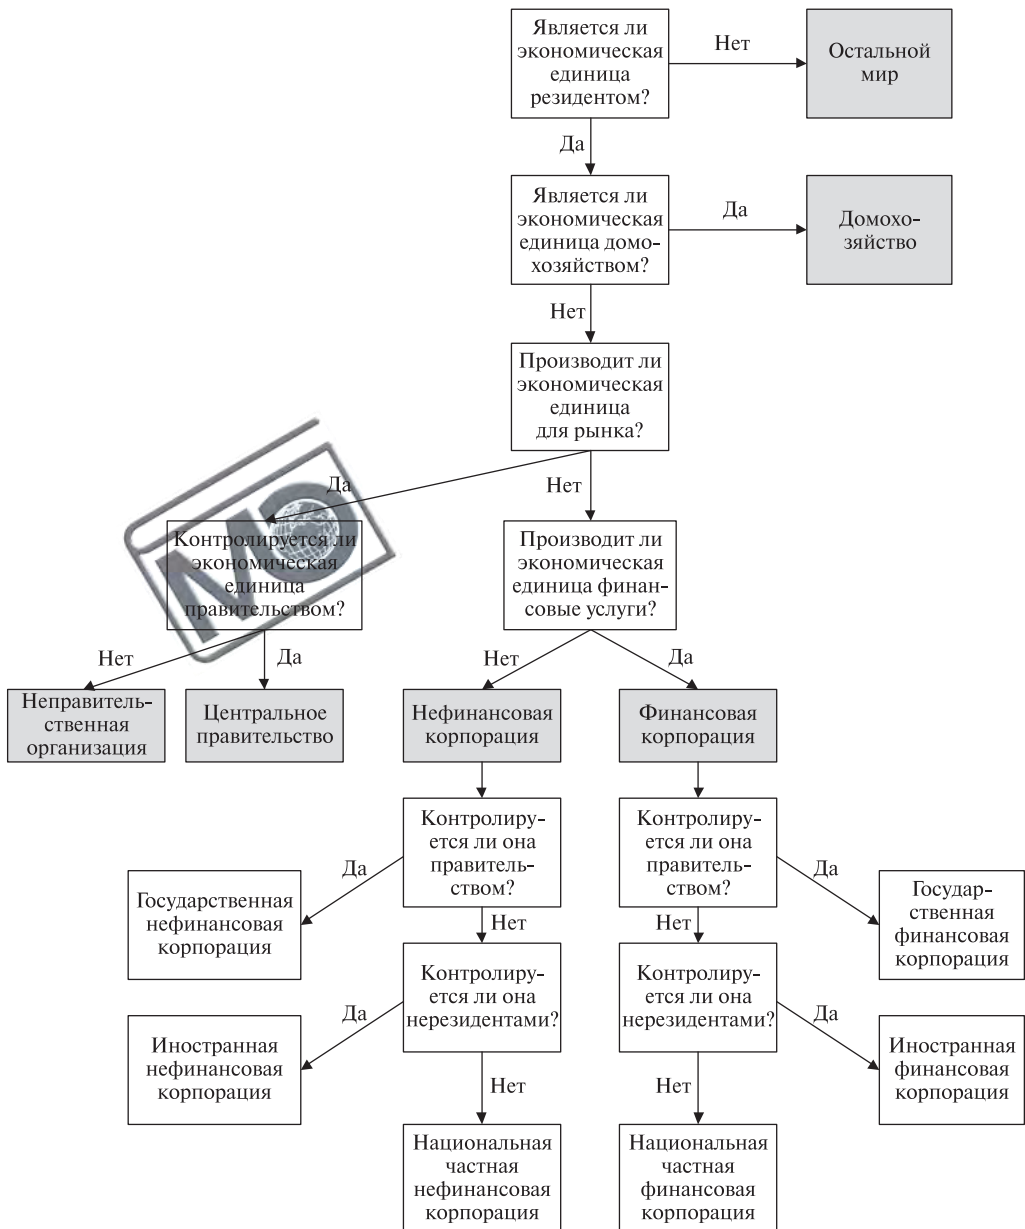 Является ли
экономическая
единица
резидентом?
Нет
Остальной
мир
Да
Является ли
экономическая
единица домо-
хозяйством?
Да
Домохо-
зяйство
Нет
Производит ли
экономическая
единица
для рынка?
Да
Нет
Контролируется ли
экономическая
единица
правительством?
Производит ли
экономическая
единица финан-
совые услуги?
Нет
Да
Нет
Да
Неправитель-
ственная
организация
Центральное
правительство
Нефинансовая
корпорация
Финансовая
корпорация
Контролиру-
ется ли она
правитель-
ством?
Контролиру-
ется ли она
правитель-
ством?
Да
Да
Государственная
нефинансовая
корпорация
Государ-
ственная
финансовая
корпорация
Нет
Нет
Контролиру-
ется ли она
нерезидентами?
Контролиру-
ется ли она
нерезидентами?
Да
Да
Иностранная
нефинансовая
корпорация
Иностранная
финансовая
корпорация
Нет
Нет
Национальная
частная
нефинансовая
корпорация
Национальная
частная
финансовая
корпорация